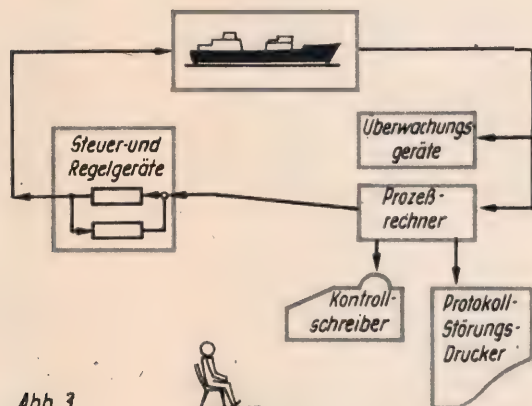 Steuer-und
Regelgeräte
Überwachungs
geräte
Prozeß-
rechner
Kontroll-
schreiber
Protokoll-
Störungs-
Drucker
Abb. 3